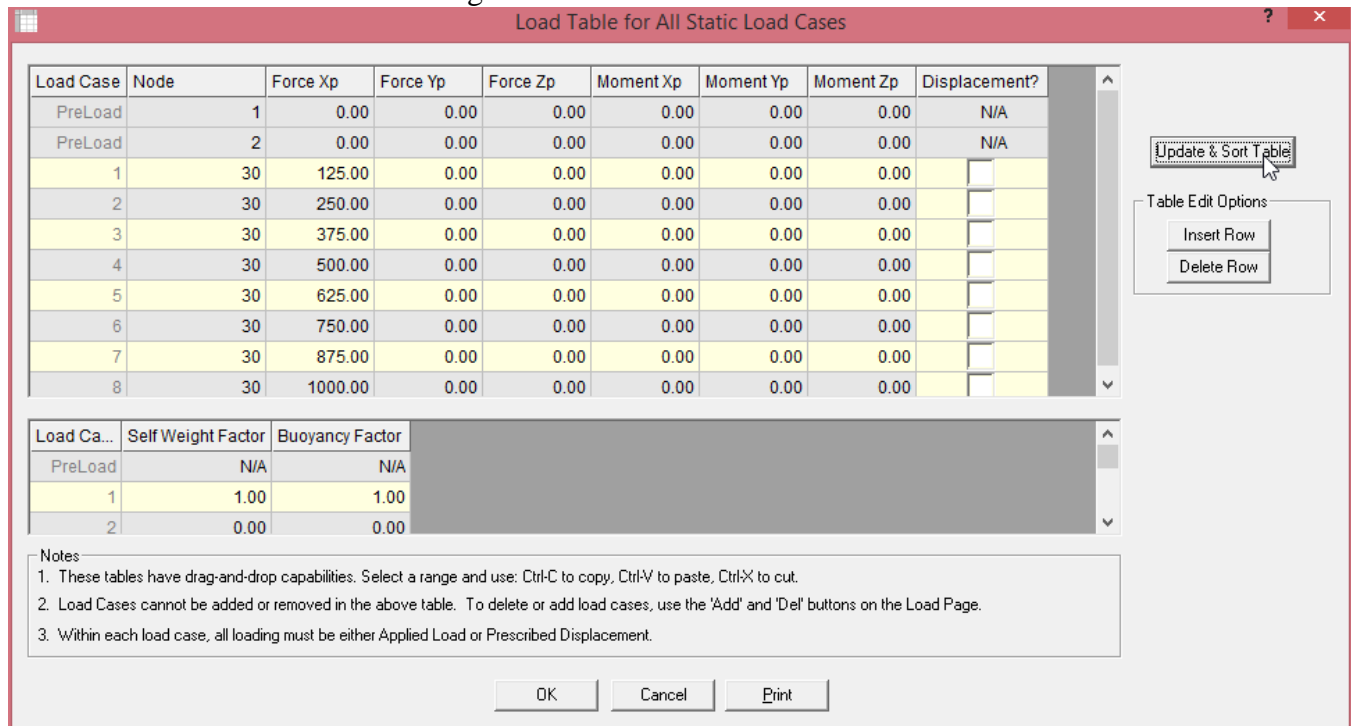 Load Table for All Static Load Cases ? ×
Load Case Node Force Xp Force Yp Force Zp Moment Xp Moment Yp Moment Zp Displacement?
PreLoad 1 0.00 0.00 0.00 0.00 0.00 0.00 N/A
PreLoad 2 0.00 0.00 0.00 0.00 0.00 0.00 N/A
1 30 125.00 0.00 0.00 0.00 0.00 0.00
2 30 250.00 0.00 0.00 0.00 0.00 0.00
3 30 375.00 0.00 0.00 0.00 0.00 0.00
4 30 500.00 0.00 0.00 0.00 0.00 0.00
5 30 625.00 0.00 0.00 0.00 0.00 0.00
6 30 750.00 0.00 0.00 0.00 0.00 0.00
7 30 875.00 0.00 0.00 0.00 0.00 0.00
8 30 1000.00 0.00 0.00 0.00 0.00 0.00
Update & Sort Table
Table Edit Options
Insert Row
Delete Row
Load Ca... Self Weight Factor Buoyancy Factor
PreLoad N/A N/A
1 1.00 1.00
2 0.00 0.00
Notes
1. These tables have drag-and-drop capabilities. Select a range and use: Ctrl-C to copy, Ctrl-V to paste, Ctrl-X to cut.
2. Load Cases cannot be added or removed in the above table. To delete or add load cases, use the 'Add' and 'Del' buttons on the Load Page.
3. Within each load case, all loading must be either Applied Load or Prescribed Displacement.
OK Cancel Print